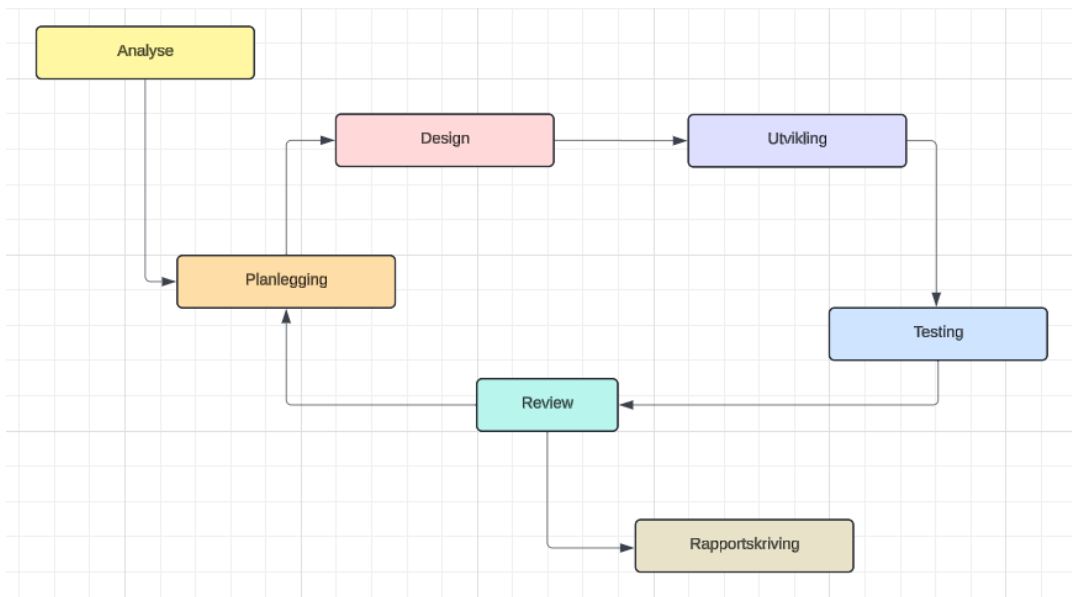 Analyse
Design
Utvikling
Planlegging
Testing
Review
Rapportskriving